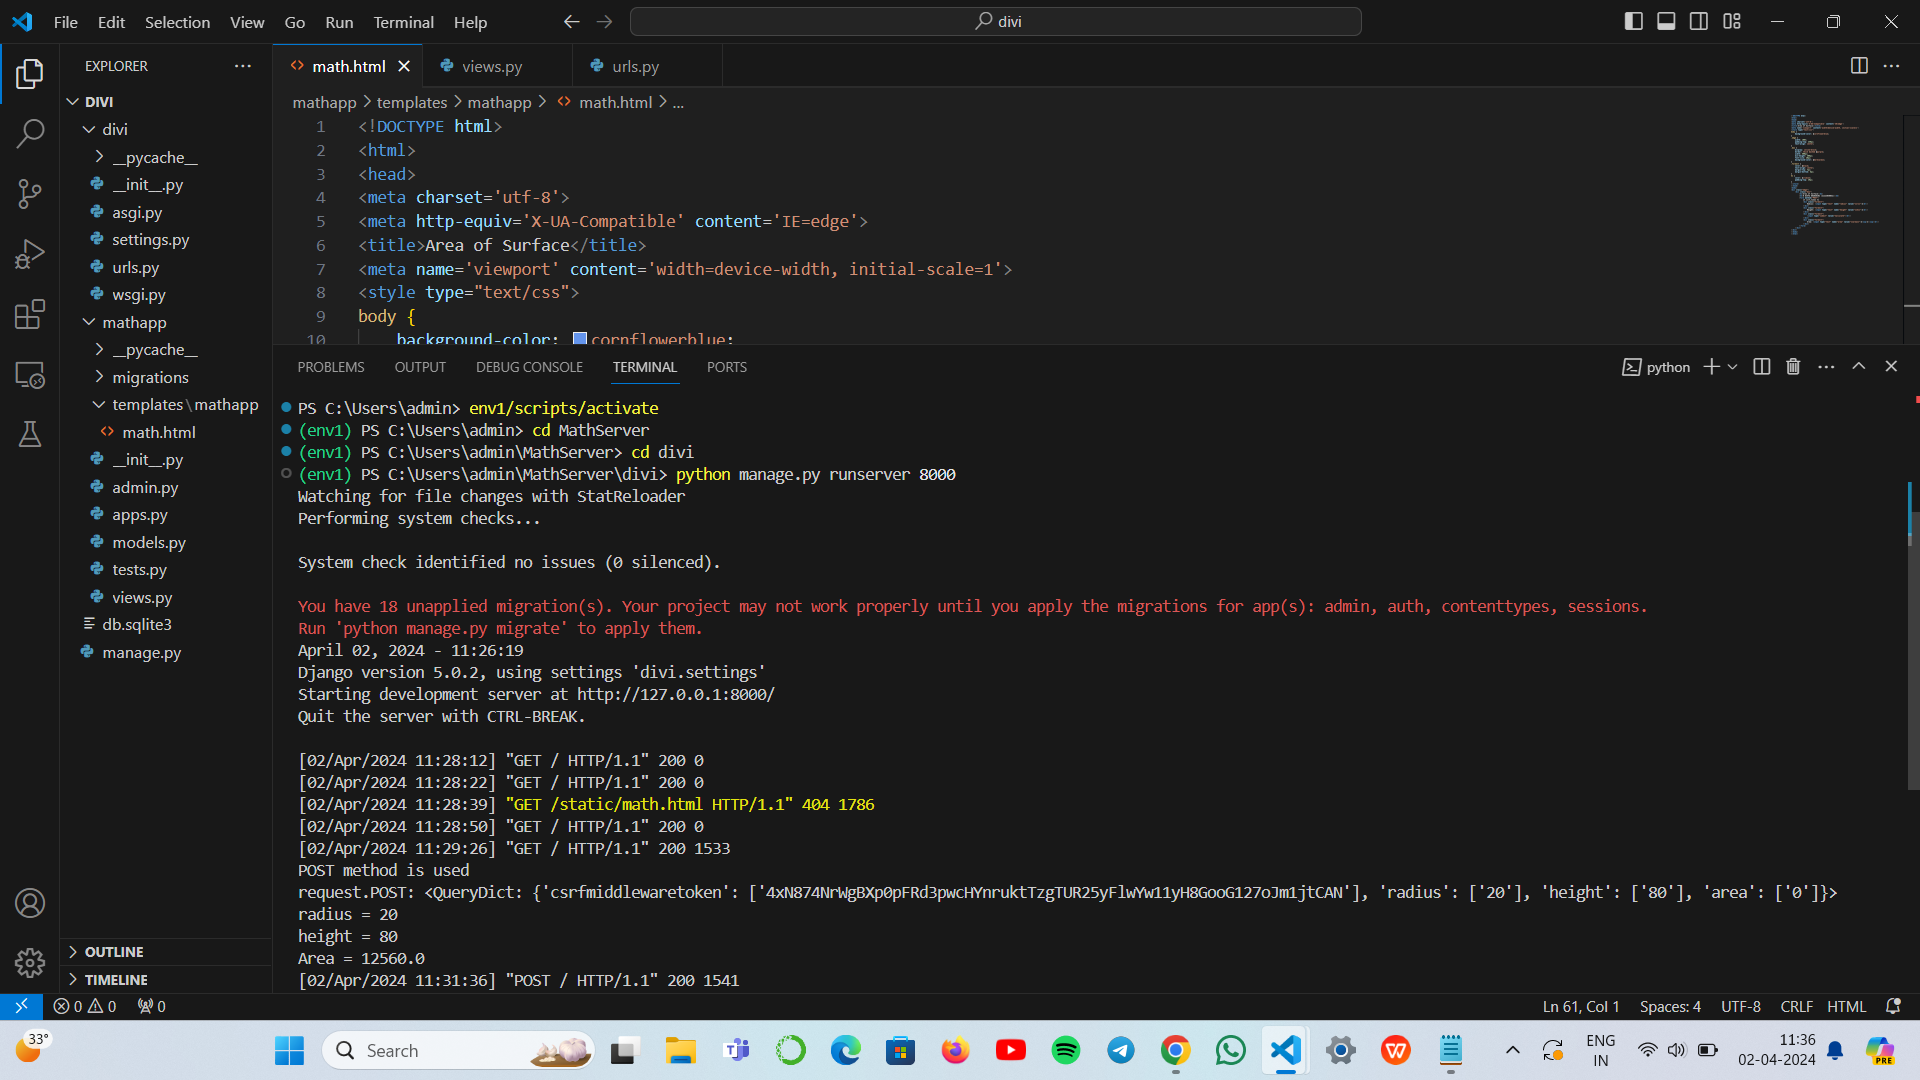 File Edit Selection View Go Run Terminal Help
divi
EXPLORER
DIVI
divi
__pycache__
__init__.py
asgi.py
settings.py
urls.py
wsgi.py
mathapp
__pycache__
migrations
templates\mathapp
math.html
__init__.py
admin.py
apps.py
models.py
tests.py
views.py
db.sqlite3
manage.py
OUTLINE
TIMELINE
math.html views.py urls.py
mathapp > templates > mathapp > math.html > ...
1 <!DOCTYPE html>
2 <html>
3 <head>
4 <meta charset='utf-8'>
5 <meta http-equiv='X-UA-Compatible' content='IE=edge'>
6 <title>Area of Surface</title>
7 <meta name='viewport' content='width=device-width, initial-scale=1'>
8 <style type="text/css">
9 body {
10 background-color: cornflowerblue;
PROBLEMS OUTPUT DEBUG CONSOLE TERMINAL PORTS
python
PS C:\Users\admin> env1/scripts/activate
(env1) PS C:\Users\admin> cd MathServer
(env1) PS C:\Users\admin\MathServer> cd divi
(env1) PS C:\Users\admin\MathServer\divi> python manage.py runserver 8000
Watching for file changes with StatReloader
Performing system checks...
System check identified no issues (0 silenced).
You have 18 unapplied migration(s). Your project may not work properly until you apply the migrations for app(s): admin, auth, contenttypes, sessions.
Run 'python manage.py migrate' to apply them.
April 02, 2024 - 11:26:19
Django version 5.0.2, using settings 'divi.settings'
Starting development server at http://127.0.0.1:8000/
Quit the server with CTRL-BREAK.
[02/Apr/2024 11:28:12] "GET / HTTP/1.1" 200 0
[02/Apr/2024 11:28:22] "GET / HTTP/1.1" 200 0
[02/Apr/2024 11:28:39] "GET /static/math.html HTTP/1.1" 404 1786
[02/Apr/2024 11:28:50] "GET / HTTP/1.1" 200 0
[02/Apr/2024 11:29:26] "GET / HTTP/1.1" 200 1533
POST method is used
request.POST: <QueryDict: {'csrfmiddlewaretoken': ['4xN874NrWgBXp0pFRd3pwcHYnruktTzgTUR25yFlwYw11yH8GooG127oJm1jtCAN'], 'radius': ['20'], 'height': ['80'], 'area': ['0']}>
radius = 20
height = 80
Area = 12560.0
[02/Apr/2024 11:31:36] "POST / HTTP/1.1" 200 1541
0 0 0
Ln 61, Col 1 Spaces: 4 UTF-8 CRLF HTML
33°
Search
ENG
IN
11:36
02-04-2024
PRE